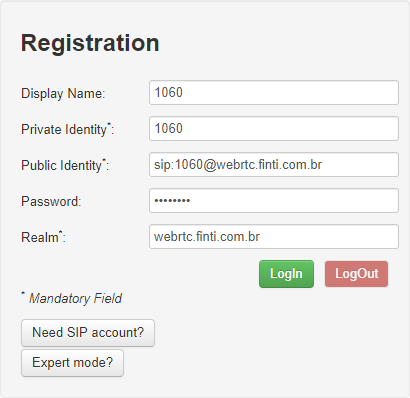 Registration
Display Name: 1060
Private Identity*: 1060
Public Identity*: sip:1060@webrtc.finti.com.br
Password: ••••••••
Realm*: webrtc.finti.com.br
LogIn LogOut
* Mandatory Field
Need SIP account?
Expert mode?